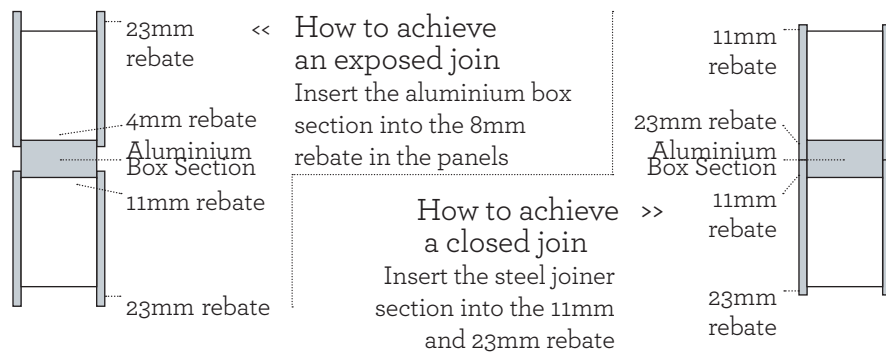 23mm
rebate
<<
How to achieve
an exposed join
Insert the aluminium box
section into the 8mm
rebate in the panels
4mm rebate
Aluminium
Box Section
11mm rebate
23mm rebate
11mm
rebate
23mm rebate
Aluminium
Box Section
11mm
rebate
23mm
rebate
How to achieve >>
a closed join
Insert the steel joiner
section into the 11mm
and 23mm rebate